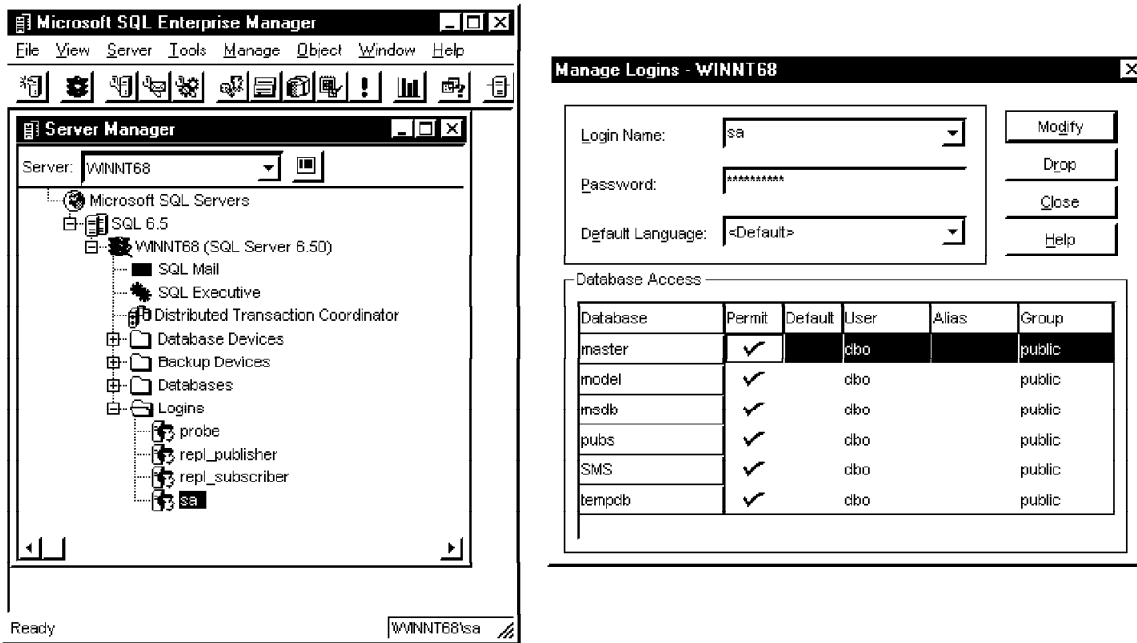 Microsoft SQL Enterprise Manager
File View Server Tools Manage Object Window Help
Server Manager
Server: WINNT68
Microsoft SQL Servers
SQL 6.5
WINNT68 (SQL Server 6.50)
SQL Mail
SQL Executive
Distributed Transaction Coordinator
Database Devices
Backup Devices
Databases
Logins
probe
repl_publisher
repl_subscriber
sa
Ready WINNT68\sa
Manage Logins - WINNT68
Login Name: sa
Password: **********
Default Language: <Default>
Modify
Drop
Close
Help
Database Access
Database Permit Default User Alias Group
master dbo public
model dbo public
msdb dbo public
pubs dbo public
SMS dbo public
tempdb dbo public